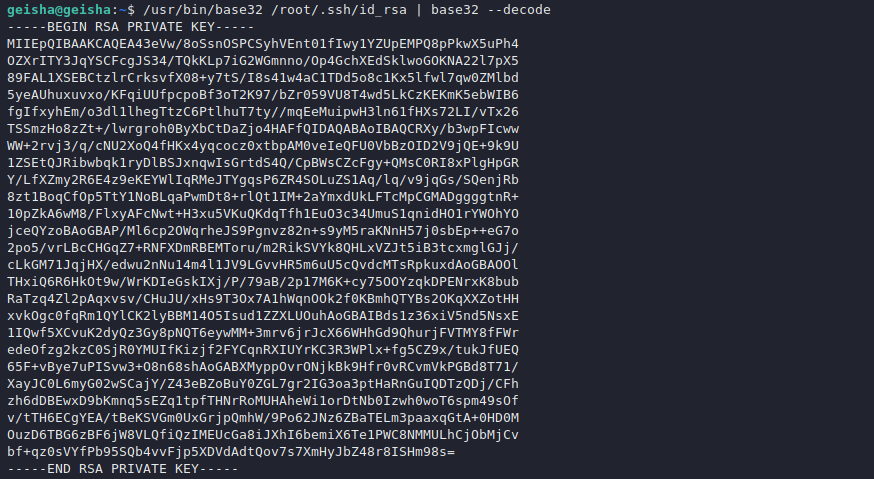 geisha@geisha:~$ /usr/bin/base32 /root/.ssh/id_rsa | base32 --decode
-----BEGIN RSA PRIVATE KEY-----
MIIEpQIBAAKCAQEA43eVw/8oSsnOSPCSyhVEnt01fIwy1YZUpEMPQ8pPkwX5uPh4
OZXrITY3JqYSCFcgJS34/TQkKLp7iG2WGmnno/Op4GchXEdSklwoGOKNA22l7pX5
89FAL1XSEBCtzlrCrksvfX08+y7tS/I8s41w4aC1TDd5o8c1Kx5lfwl7qw0ZMlbd
5yeAUhuxuvxo/KFqiUUfpcpoBf3oT2K97/bZr059VU8T4wd5LkCzKEKmK5ebWIB6
fgIfxyhEm/o3dl1lhegTtzC6PtlhuT7ty//mqEeMuipwH3ln61fHXs72LI/vTx26
TSSmzHo8zZt+/lwrgroh0ByXbCtDaZjo4HAFfQIDAQABAoIBAQCRXy/b3wpFIcww
WW+2rvj3/q/cNU2XoQ4fHKx4yqcocz0xtbpAM0veIeQFU0VbBzOID2V9jQE+9k9U
1ZSEtQJRibwbqk1ryDlBSJxnqwIsGrtdS4Q/CpBWsCZcFgy+QMsC0RI8xPlgHpGR
Y/LfXZmy2R6E4z9eKEYWlIqRMeJTYgqsP6ZR4SOLuZS1Aq/lq/v9jqGs/SQenjRb
8zt1BoqCfOp5TtY1NoBLqaPwmDt8+rlQt1IM+2aYmxdUkLFTcMpCGMADggggtnR+
10pZkA6wM8/FlxyAFcNwt+H3xu5VKuQKdqTfh1EuO3c34UmuS1qnidHO1rYWOhYO
jceQYzoBAoGBAP/Ml6cp2OWqrheJS9Pgnvz82n+s9yM5raKNnH57j0sbEp++eG7o
2po5/vrLBcCHGqZ7+RNFXDmRBEMToru/m2RikSVYk8QHLxVZJt5iB3tcxmglGJj/
cLkGM71JqjHX/edwu2nNu14m4l1JV9LGvvHR5m6uU5cQvdcMTsRpkuxdAoGBAOOl
THxiQ6R6HkOt9w/WrKDIeGskIXj/P/79aB/2p17M6K+cy75OOYzqkDPENrxK8bub
RaTzq4Zl2pAqxvsv/CHuJU/xHs9T3Ox7A1hWqnOOk2f0KBmhQTYBs2OKqXXZotHH
xvkOgc0fqRm1QYlCK2lyBBM14O5Isud1ZZXLUOuhAoGBAIBds1z36xiV5nd5NsxE
1IQwf5XCvuK2dyQz3Gy8pNQT6eywMM+3mrv6jrJcX66WHhGd9QhurjFVTMY8fFWr
edeOfzg2kzC0SjR0YMUIfKizjf2FYCqnRXIUYrKC3R3WPlx+fg5CZ9x/tukJfUEQ
65F+vBye7uPISvw3+O8n68shAoGABXMyppOvrONjkBk9Hfr0vRCvmVkPGBd8T71/
XayJC0L6myG02wSCajY/Z43eBZoBuY0ZGL7gr2IG3oa3ptHaRnGuIQDTzQDj/CFh
zh6dDBEwxD9bKmnq5sEZq1tpfTHNrRoMUHAheWi1orDtNb0Izwh0woT6spm49sOf
v/tTH6ECgYEA/tBeKSVGm0UxGrjpQmhW/9Po62JNz6ZBaTELm3paaxqGtA+0HD0M
OuzD6TBG6zBF6jW8VLQfiQzIMEUcGa8iJXhI6bemiX6Te1PWC8NMMULhCjObMjCv
bf+qz0sVYfPb95SQb4vvFjp5XDVdAdtQov7s7XmHyJbZ48r8ISHm98s=
-----END RSA PRIVATE KEY-----